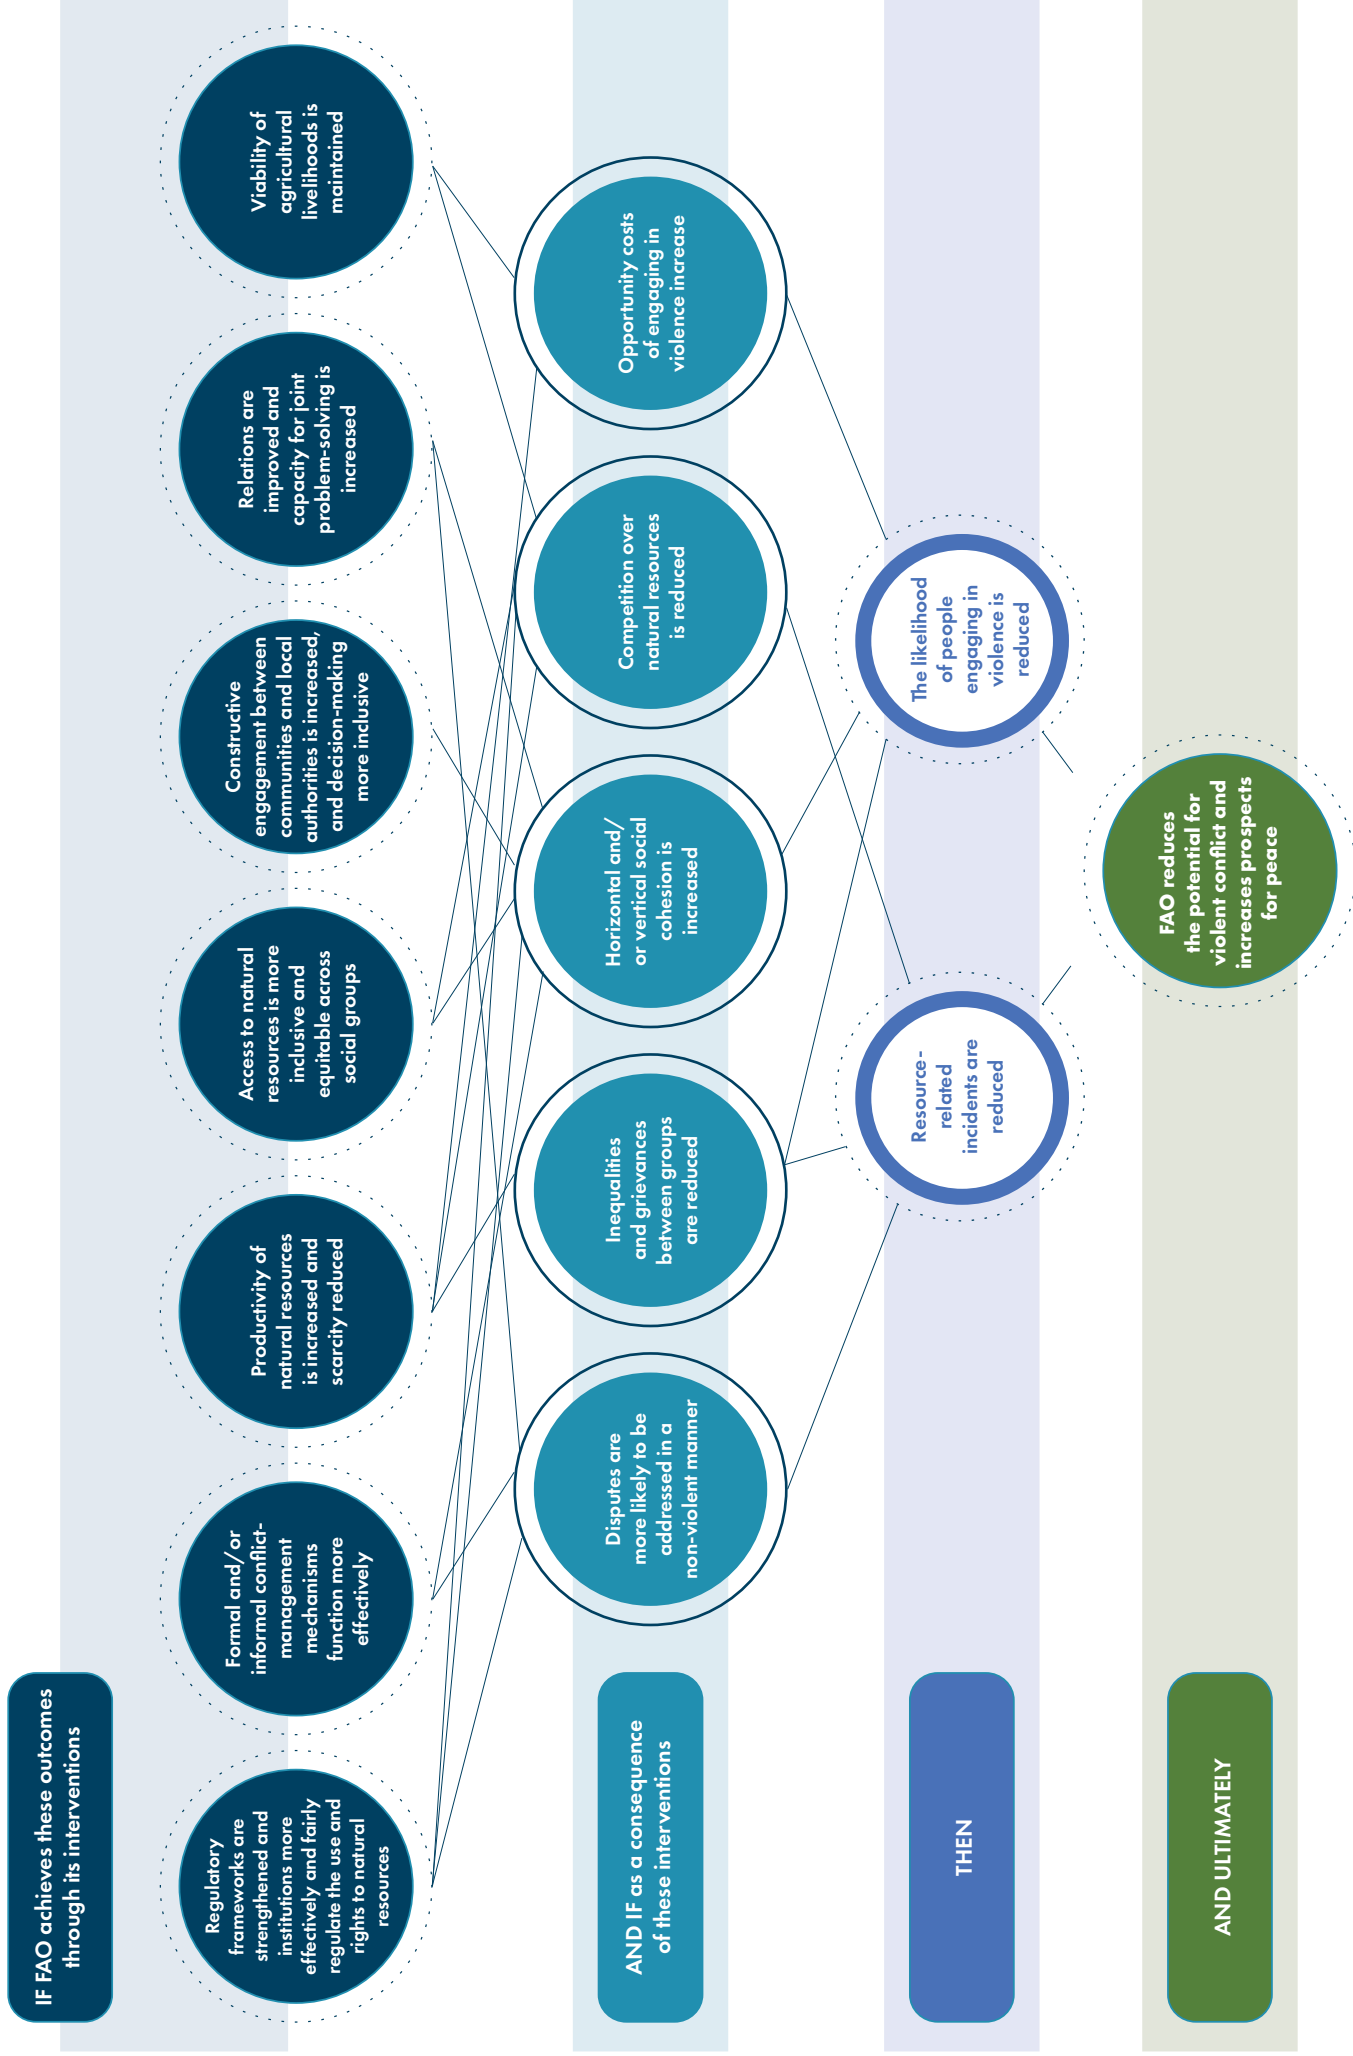 IF FAO achieves these outcomes
through its interventions
Regulatory
frameworks are
strengthened and
institutions more
effectively and fairly
regulate the use and
rights to natural
resources
Formal and/or
informal conflict-
management
mechanisms
function more
effectively
Productivity of
natural resources
is increased and
scarcity reduced
Access to natural
resources is more
inclusive and
equitable across
social groups
Constructive
engagement between
communities and local
authorities is increased,
and decision-making
more inclusive
Relations are
improved and
capacity for joint
problem-solving is
increased
Viability of
agricultural
livelihoods is
maintained
AND IF as a consequence
of these interventions
Disputes are
more likely to be
addressed in a
non-violent manner
Inequalities
and grievances
between groups
are reduced
Horizontal and/
or vertical social
cohesion is
increased
Competition over
natural resources
is reduced
Opportunity costs
of engaging in
violence increase
THEN
Resource-
related
incidents are
reduced
The likelihood
of people
engaging in
violence is
reduced
AND ULTIMATELY
FAO reduces
the potential for
violent conflict and
increases prospects
for peace